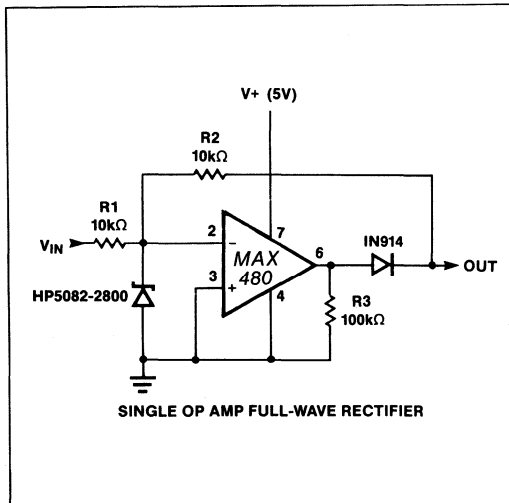 V+ (5V)
R2
10kΩ
R1
10kΩ
VIN
2
−
7
MAX
480
6
IN914
OUT
3
+
4
HP5082-2800
R3
100kΩ
SINGLE OP AMP FULL-WAVE RECTIFIER